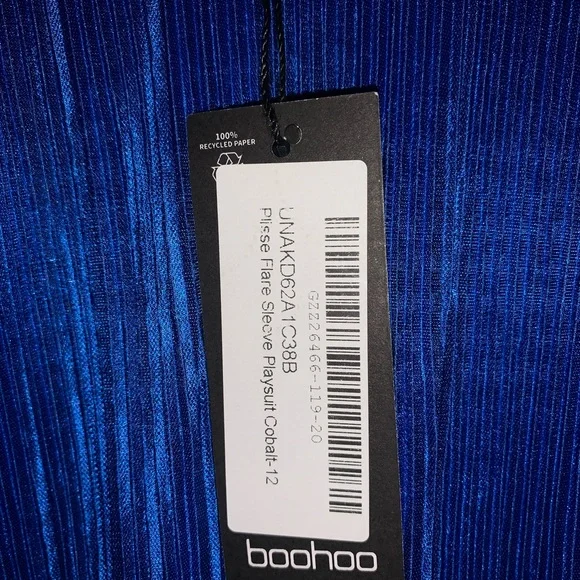 100%
RECYCLED PAPER
UNAKD62A1C38B
Plisse Flare Sleeve Playsuit Cobalt-12
GZZ26466-119-20
boohoo